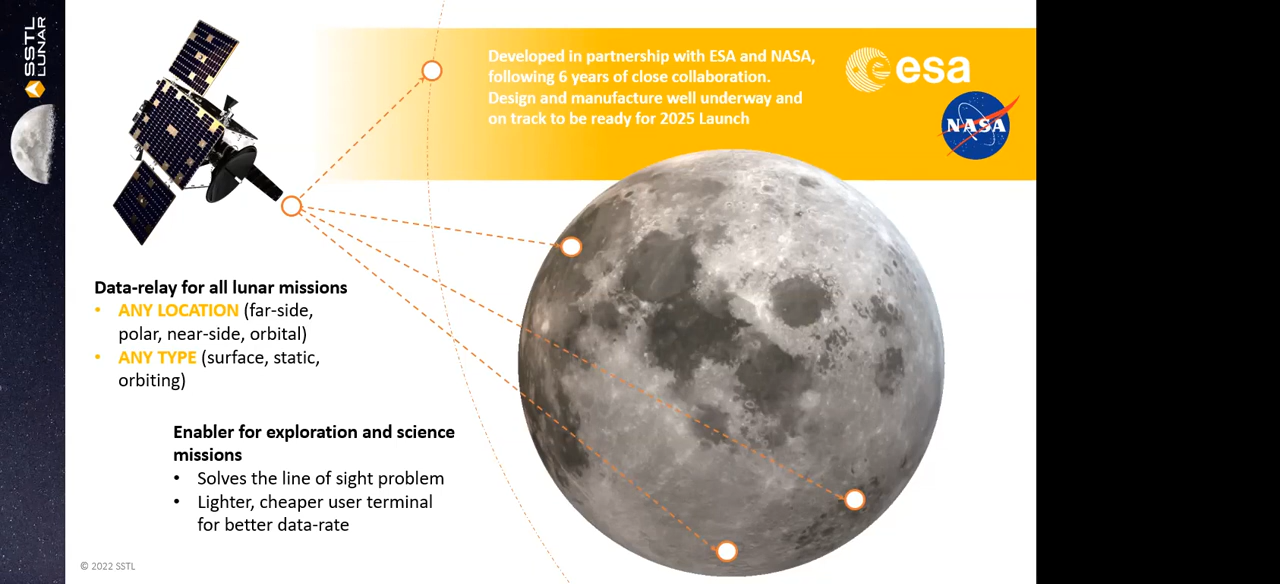 SSTL
LUNAR
Developed in partnership with ESA and NASA,
following 6 years of close collaboration.
Design and manufacture well underway and
on track to be ready for 2025 Launch
esa
NASA
Data-relay for all lunar missions
• ANY LOCATION (far-side,
polar, near-side, orbital)
• ANY TYPE (surface, static,
orbiting)
Enabler for exploration and science
missions
• Solves the line of sight problem
• Lighter, cheaper user terminal
for better data-rate
© 2022 SSTL